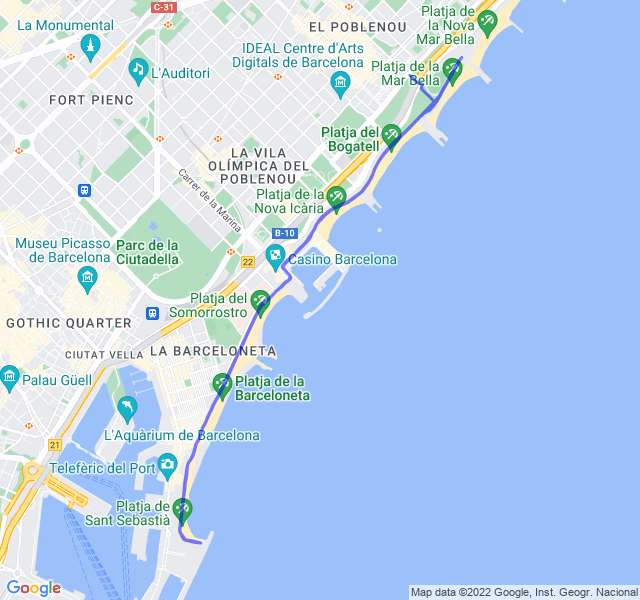 C-31
Platja de
la Nova
Mar Bella
La Monumental
EL POBLENOU
IDEAL Centre d'Arts
Digitals de Barcelona
Platja de la
Mar Bella
L'Auditori
FORT PIENC
Platja del
Bogatell
LA VILA
OLÍMPICA DEL
POBLENOU
Carrer de la Marina
Platja de la
Nova Icària
B-10
Museu Picasso
de Barcelona
Parc de la
Ciutadella
22
Casino Barcelona
Platja del
Somorrostro
GOTHIC QUARTER
CIUTAT VELLA
LA BARCELONETA
Palau Güell
Platja de la
Barceloneta
L'Aquàrium de Barcelona
21
Telefèric del Port
Platja de
Sant Sebastià
Google
Map data ©2022 Google, Inst. Geogr. Nacional